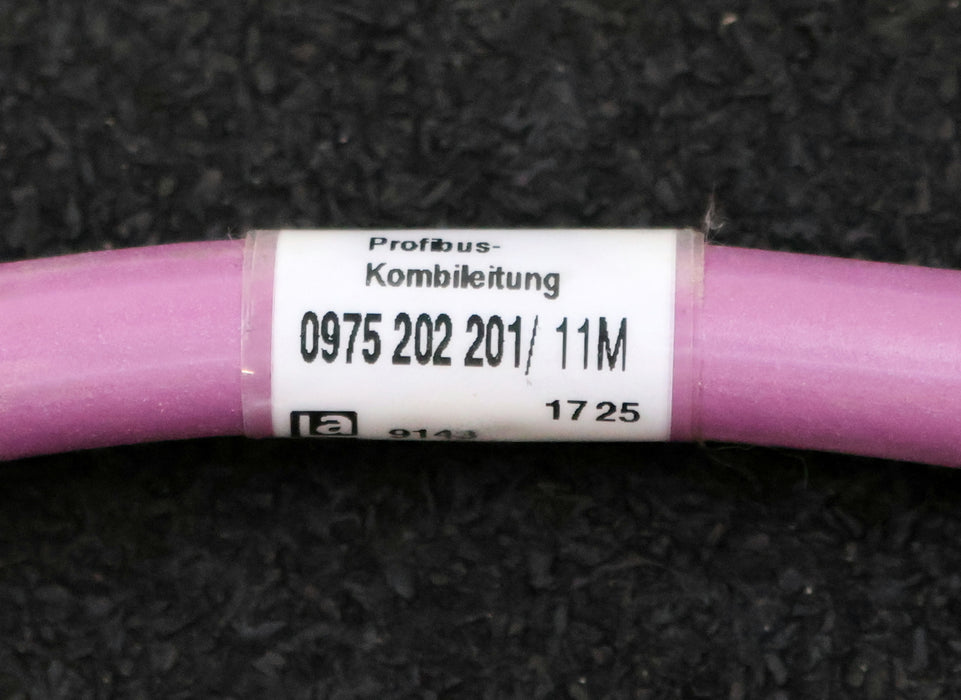 Profibus-
Kombileitung
0975 202 201/ 11M
17 25
la 9143